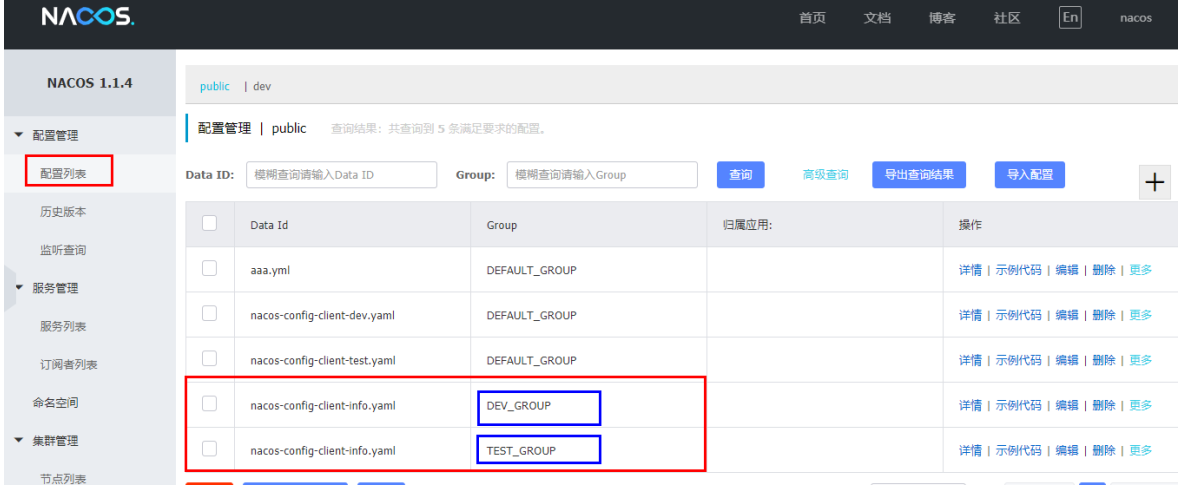 NACOS. 首页 文档 博客 社区 En nacos
NACOS 1.1.4
public | dev
配置管理
配置管理 | public 查询结果：共查询到 5 条满足要求的配置。
配置列表
Data ID: 模糊查询请输入Data ID Group: 模糊查询请输入Group 查询 高级查询 导出查询结果 导入配置 +
历史版本
Data Id Group 归属应用: 操作
监听查询
aaa.yml DEFAULT_GROUP 详情 | 示例代码 | 编辑 | 删除 | 更多
服务管理
nacos-config-client-dev.yaml DEFAULT_GROUP 详情 | 示例代码 | 编辑 | 删除 | 更多
服务列表
nacos-config-client-test.yaml DEFAULT_GROUP 详情 | 示例代码 | 编辑 | 删除 | 更多
订阅者列表
命名空间
nacos-config-client-info.yaml DEV_GROUP 详情 | 示例代码 | 编辑 | 删除 | 更多
集群管理
nacos-config-client-info.yaml TEST_GROUP 详情 | 示例代码 | 编辑 | 删除 | 更多
节点列表